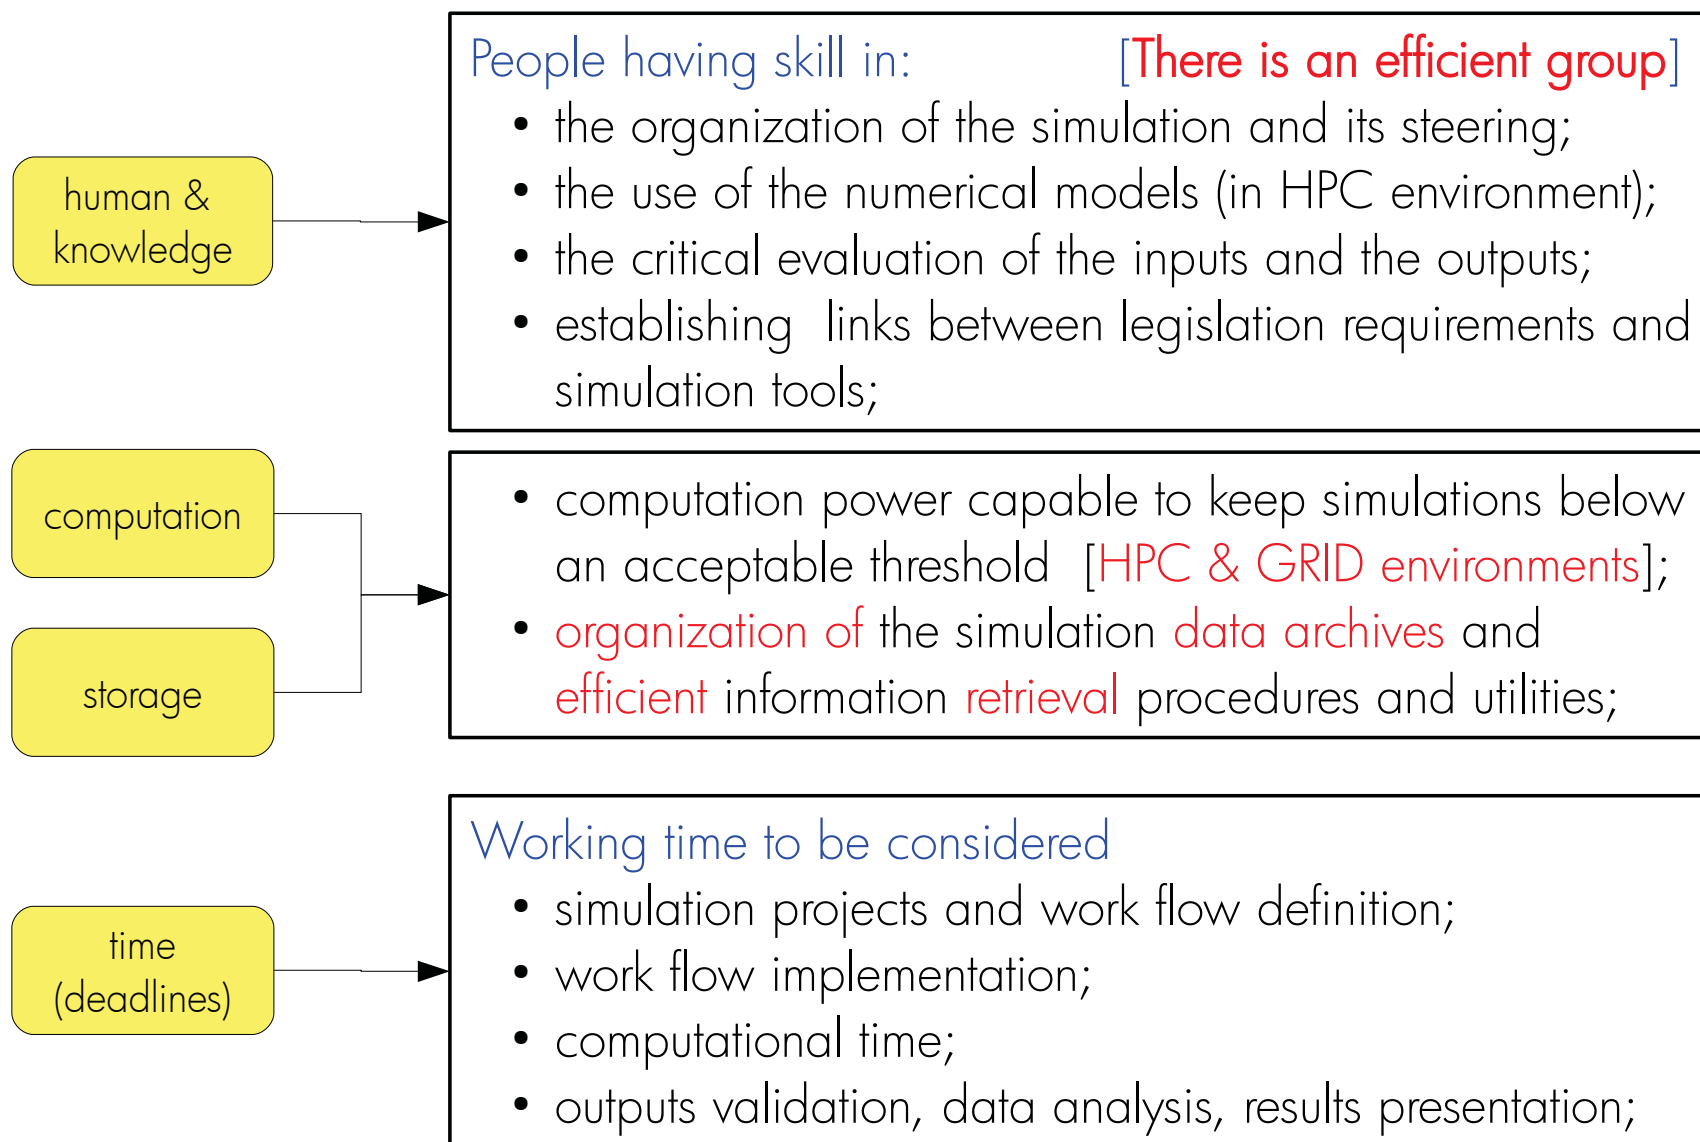 human &
knowledge
People having skill in: [There is an efficient group]
• the organization of the simulation and its steering;
• the use of the numerical models (in HPC environment);
• the critical evaluation of the inputs and the outputs;
• establishing links between legislation requirements and
simulation tools;
computation
storage
• computation power capable to keep simulations below
an acceptable threshold [HPC & GRID environments];
• organization of the simulation data archives and
efficient information retrieval procedures and utilities;
time
(deadlines)
Working time to be considered
• simulation projects and work flow definition;
• work flow implementation;
• computational time;
• outputs validation, data analysis, results presentation;